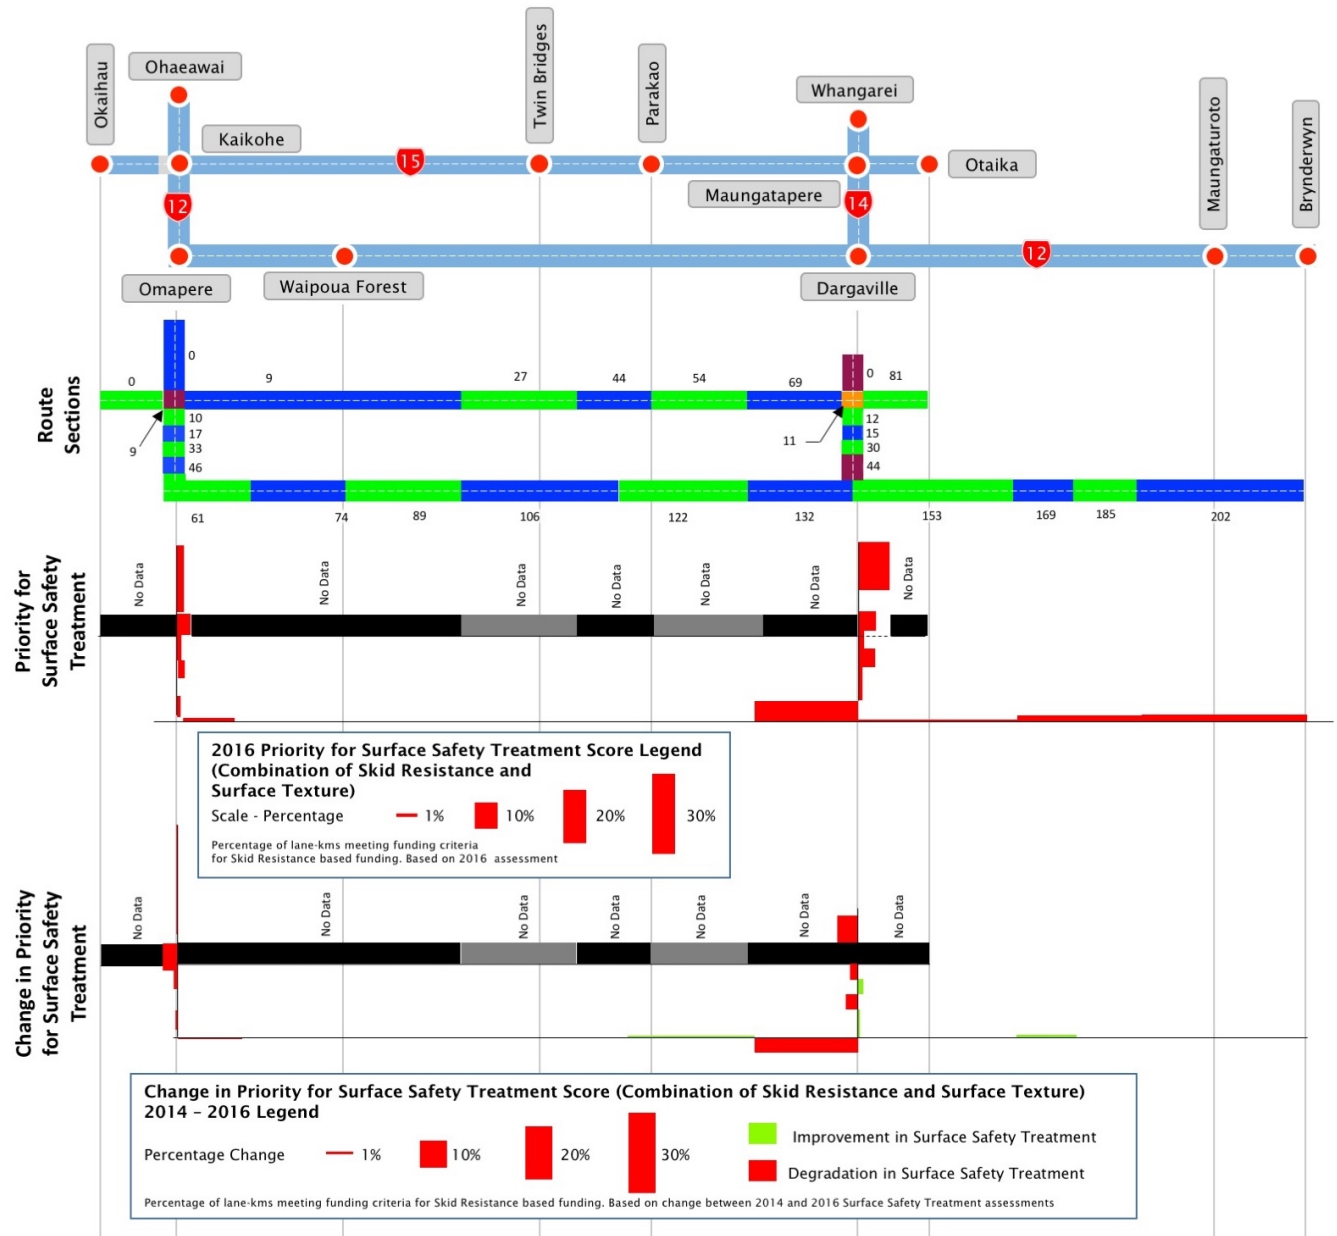 Okaihau
Ohaeawai
Kaikohe
Twin Bridges
Parakao
Whangarei
Maungaturoto
Brynderwyn
15
Otaika
Maungatapere
12
14
12
Omapere
Waipoua Forest
Dargaville
Route
Sections
0
0
9
27
44
54
69
0
81
9
10
17
33
46
11
12
15
30
44
61
74
89
106
122
132
153
169
185
202
Priority for
Surface Safety
Treatment
No Data
No Data
No Data
No Data
No Data
No Data
No Data
2016 Priority for Surface Safety Treatment Score Legend
(Combination of Skid Resistance and
Surface Texture)
Scale - Percentage
1%
10%
20%
30%
Percentage of lane-kms meeting funding criteria
for Skid Resistance based funding. Based on 2016 assessment
Change in Priority
for Surface Safety
Treatment
No Data
No Data
No Data
No Data
No Data
No Data
No Data
Change in Priority for Surface Safety Treatment Score (Combination of Skid Resistance and Surface Texture)
2014 – 2016 Legend
Percentage Change
1%
10%
20%
30%
Improvement in Surface Safety Treatment
Degradation in Surface Safety Treatment
Percentage of lane-kms meeting funding criteria for Skid Resistance based funding. Based on change between 2014 and 2016 Surface Safety Treatment assessments